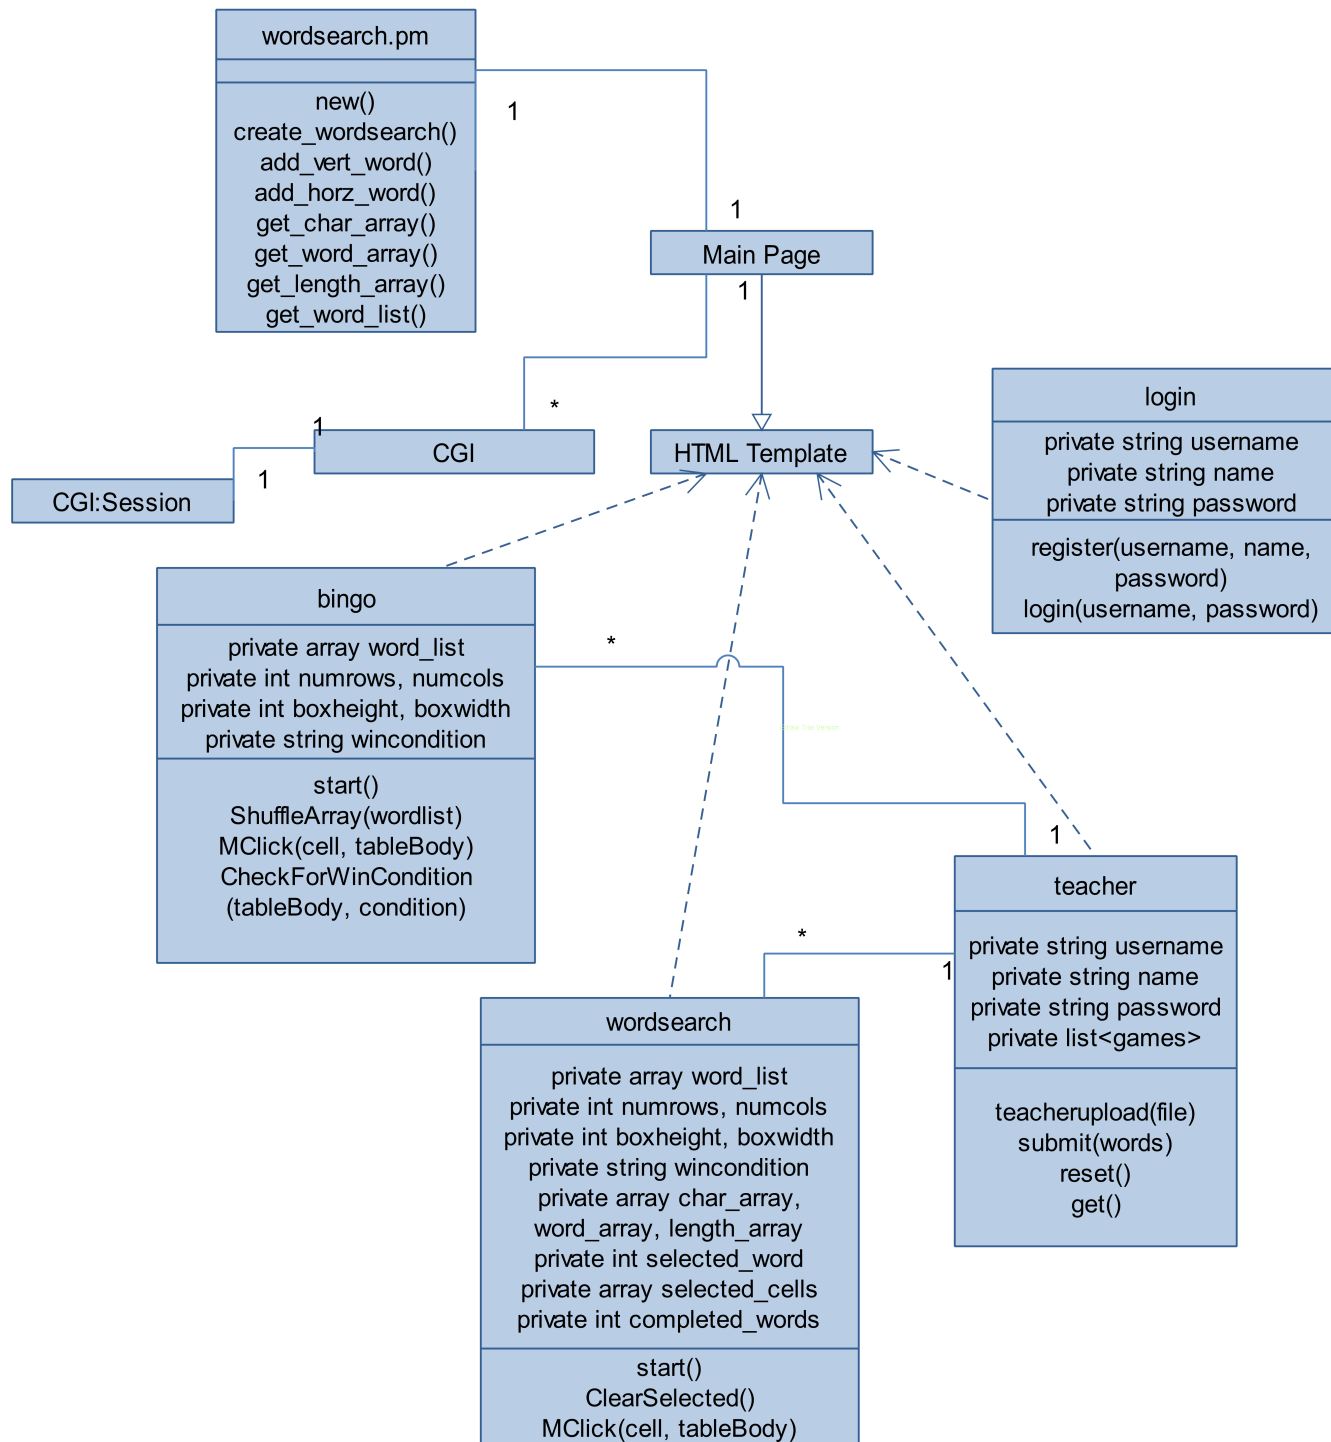 wordsearch.pm
new()
create_wordsearch()
add_vert_word()
add_horz_word()
get_char_array()
get_word_array()
get_length_array()
get_word_list()
1
1
Main Page
1
*
1
CGI
1
CGI:Session
HTML Template
login
private string username
private string name
private string password
register(username, name,
password)
login(username, password)
bingo
private array word_list
private int numrows, numcols
private int boxheight, boxwidth
private string wincondition
start()
ShuffleArray(wordlist)
MClick(cell, tableBody)
CheckForWinCondition
(tableBody, condition)
*
1
teacher
private string username
private string name
private string password
private list<games>
teacherupload(file)
submit(words)
reset()
get()
*
1
wordsearch
private array word_list
private int numrows, numcols
private int boxheight, boxwidth
private string wincondition
private array char_array,
word_array, length_array
private int selected_word
private array selected_cells
private int completed_words
start()
ClearSelected()
MClick(cell, tableBody)